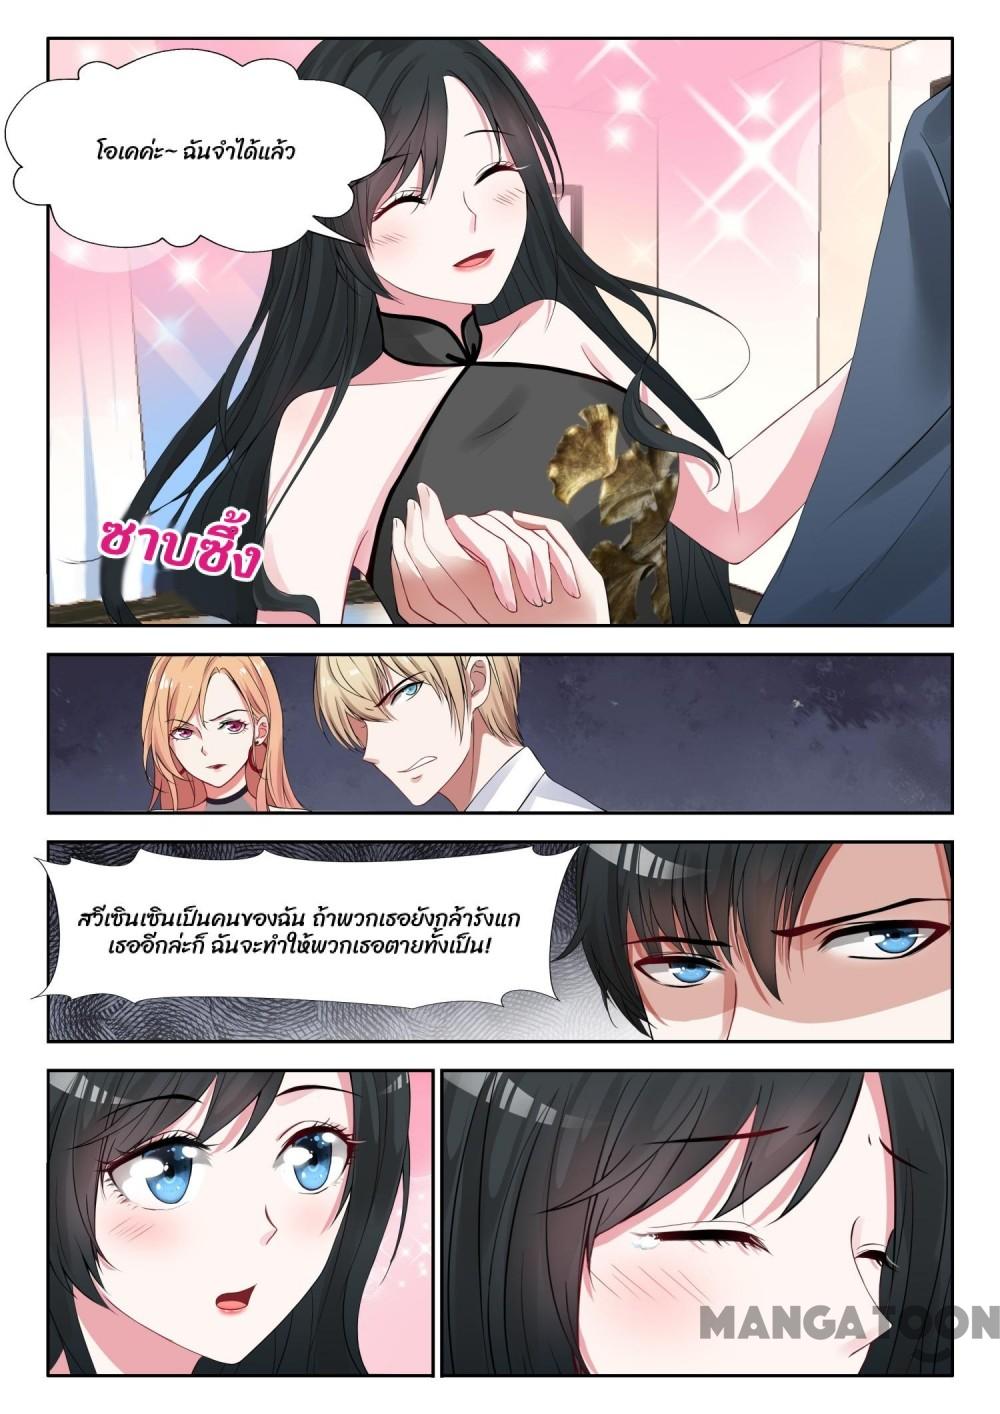 โอเคค่ะ~ ฉันจำได้แล้ว
ซาบซึ้ง
สวีเซินเซินเป็นคนของฉัน ถ้าพวกเธอยังกล้ารังแก
เธออีกล่ะก็ ฉันจะทำให้พวกเธอตายทั้งเป็น!
MANGATOON